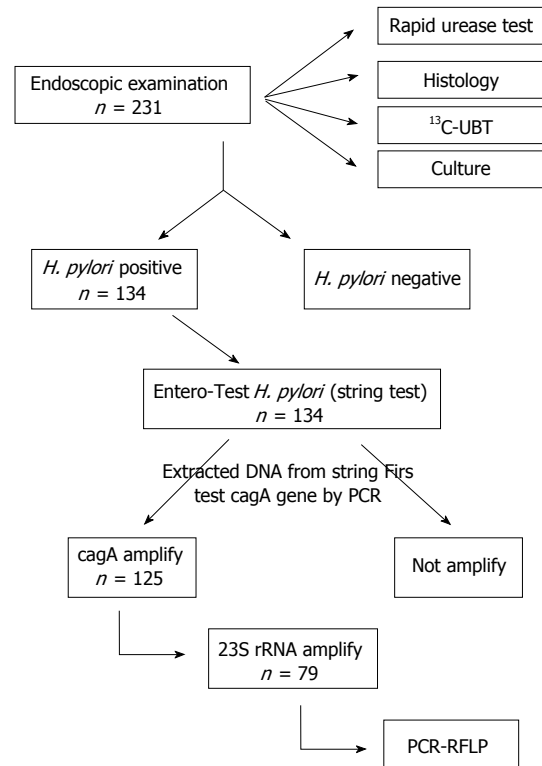 Rapid urease test
Endoscopic examination
n = 231
Histology
¹³C-UBT
Culture
H. pylori positive
n = 134
H. pylori negative
Entero-Test H. pylori (string test)
n = 134
Extracted DNA from string Firs
test cagA gene by PCR
cagA amplify
n = 125
Not amplify
23S rRNA amplify
n = 79
PCR-RFLP